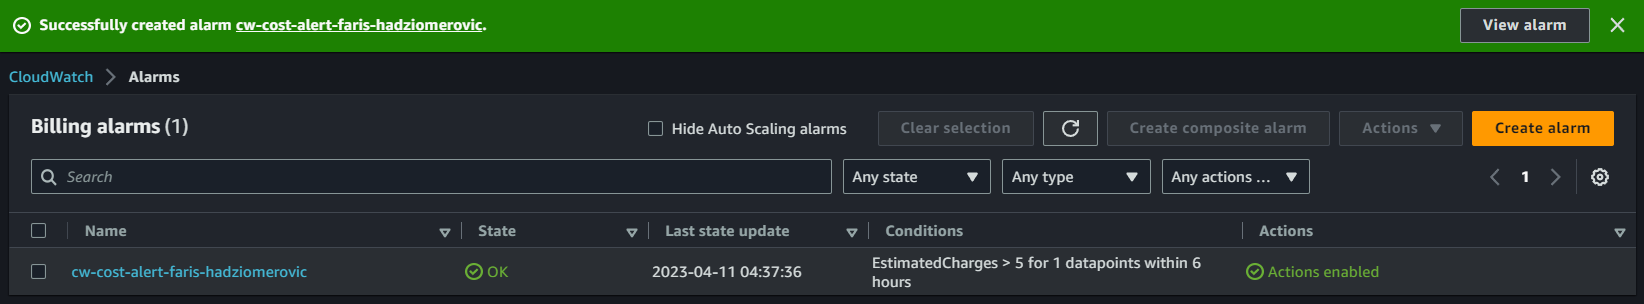 Successfully created alarm cw-cost-alert-faris-hadziomerovic.
View alarm
CloudWatch
Alarms
Billing alarms (1)
Hide Auto Scaling alarms
Clear selection
Create composite alarm
Actions
Create alarm
Search
Any state
Any type
Any actions ...
1
Name
State
Last state update
Conditions
Actions
cw-cost-alert-faris-hadziomerovic
OK
2023-04-11 04:37:36
EstimatedCharges > 5 for 1 datapoints within 6
hours
Actions enabled